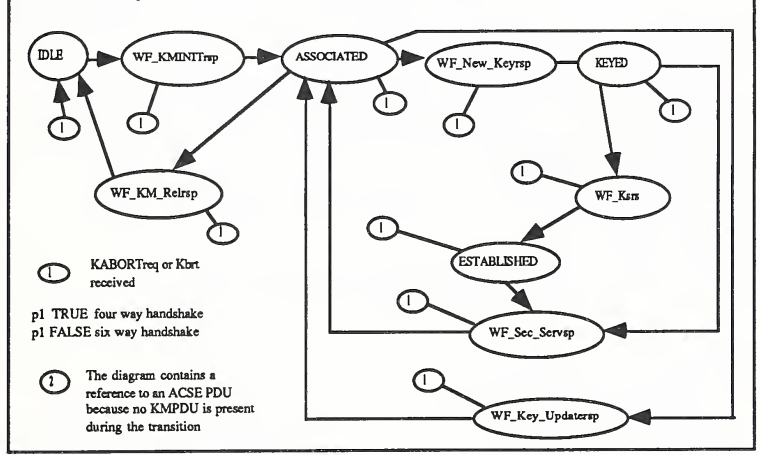 IDLE
WF_KMINITrsp
ASSOCIATED
WF_New_Keyrsp
KEYED
1
1
1
1
1
WF_KM_Relrsp
1
WF_Ksrs
1
1
ESTABLISHED
1
WF_Sec_Servsp
1
WF_Key_Updatersp
1 KABORTreq or Kbrt
received
p1 TRUE four way handshake
p1 FALSE six way handshake
2 The diagram contains a
reference to an ACSE PDU
because no KMPDU is present
during the transition